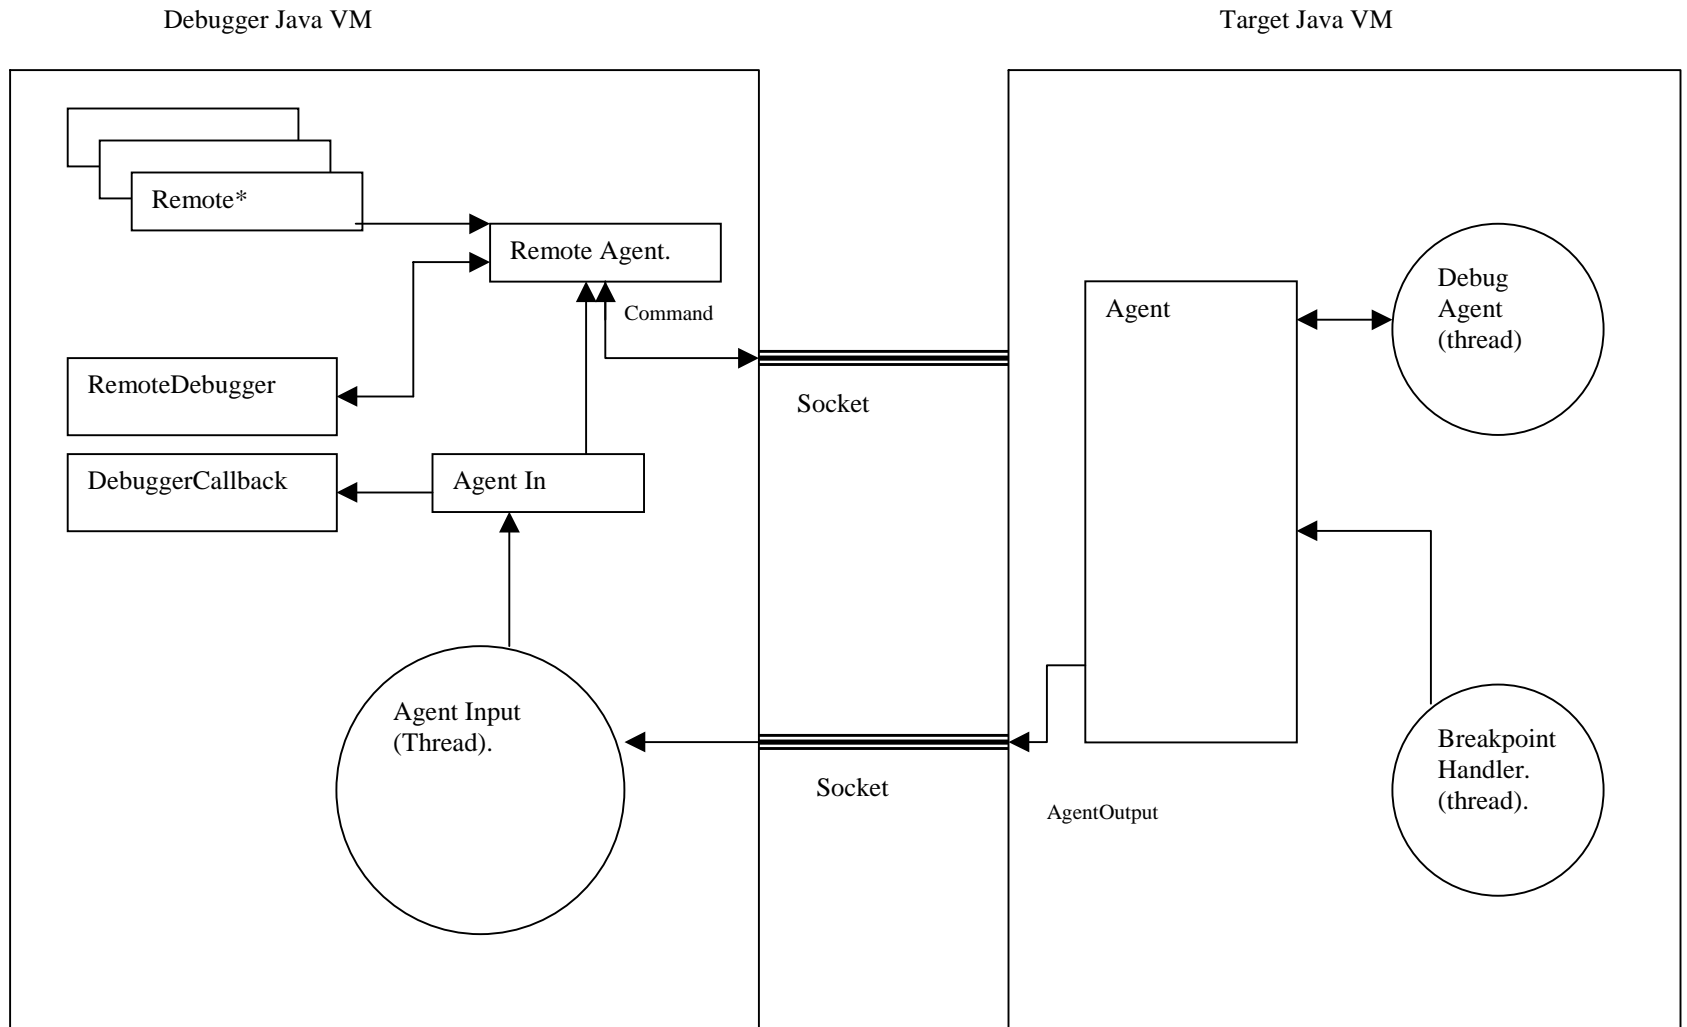 Debugger Java VM
Target Java VM
Remote*
Remote Agent.
Command
RemoteDebugger
DebuggerCallback
Agent In
Agent Input
(Thread).
Socket
Socket
AgentOutput
Agent
Debug
Agent
(thread)
Breakpoint
Handler.
(thread).